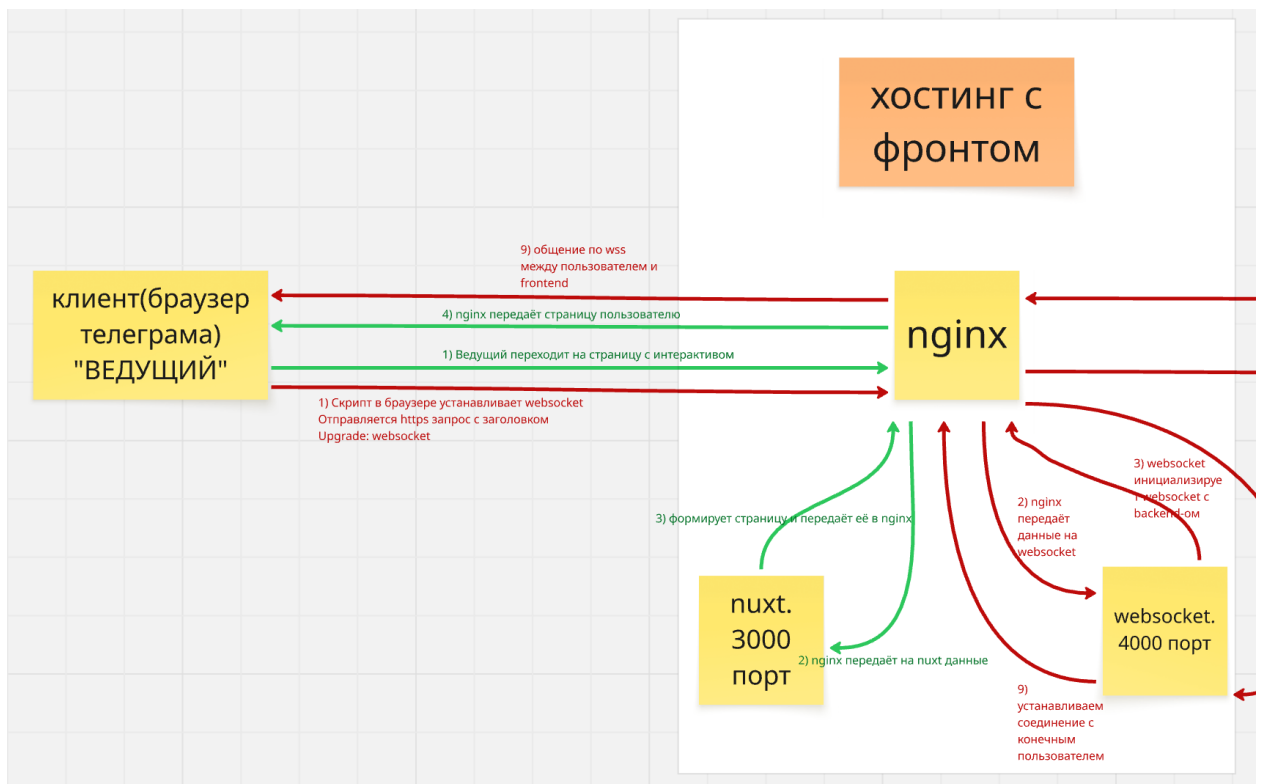 хостинг с
фронтом
9) общение по wss
между пользователем и
frontend
клиент(браузер
телеграма)
"ВЕДУЩИЙ"
4) nginx передаёт страницу пользователю
nginx
1) Ведущий переходит на страницу с интерактивом
1) Скрипт в браузере устанавливает websocket
Отправляется https запрос с заголовком
Upgrade: websocket
3) websocket
инициализируе
т websocket с
backend-ом
2) nginx
передаёт
данные на
websocket
3) формирует страницу и передаёт её в nginx
nuxt.
3000
порт
websocket.
4000 порт
2) nginx передаёт на nuxt данные
9)
устанавливаем
соединение с
конечным
пользователем